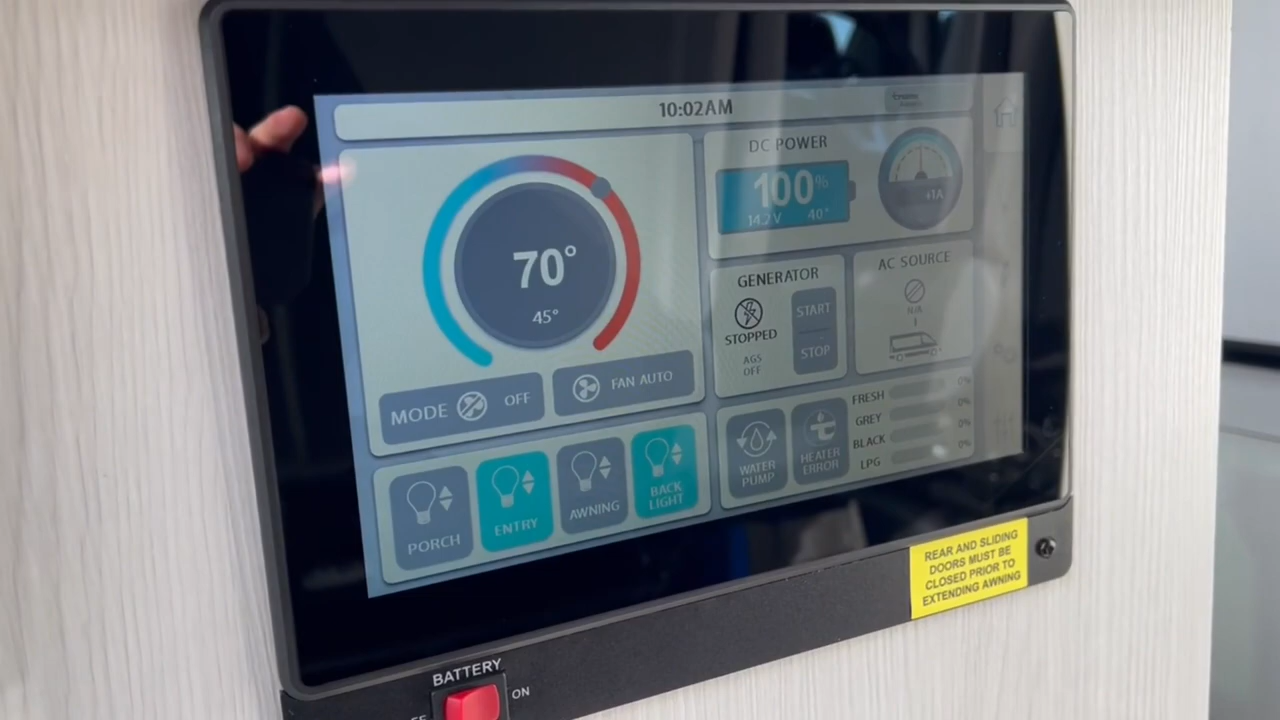 10:02AM
70°
45°
MODE OFF
FAN AUTO
PORCH
ENTRY
AWNING
BACK
LIGHT
DC POWER
100%
14.2V 40°
+1A
GENERATOR
STOPPED
AGS
OFF
START
STOP
AC SOURCE
N/A
WATER
PUMP
HEATER
ERROR
FRESH 0%
GREY 0%
BLACK 0%
LPG 0%
REAR AND SLIDING
DOORS MUST BE
CLOSED PRIOR TO
EXTENDING AWNING
BATTERY
ON